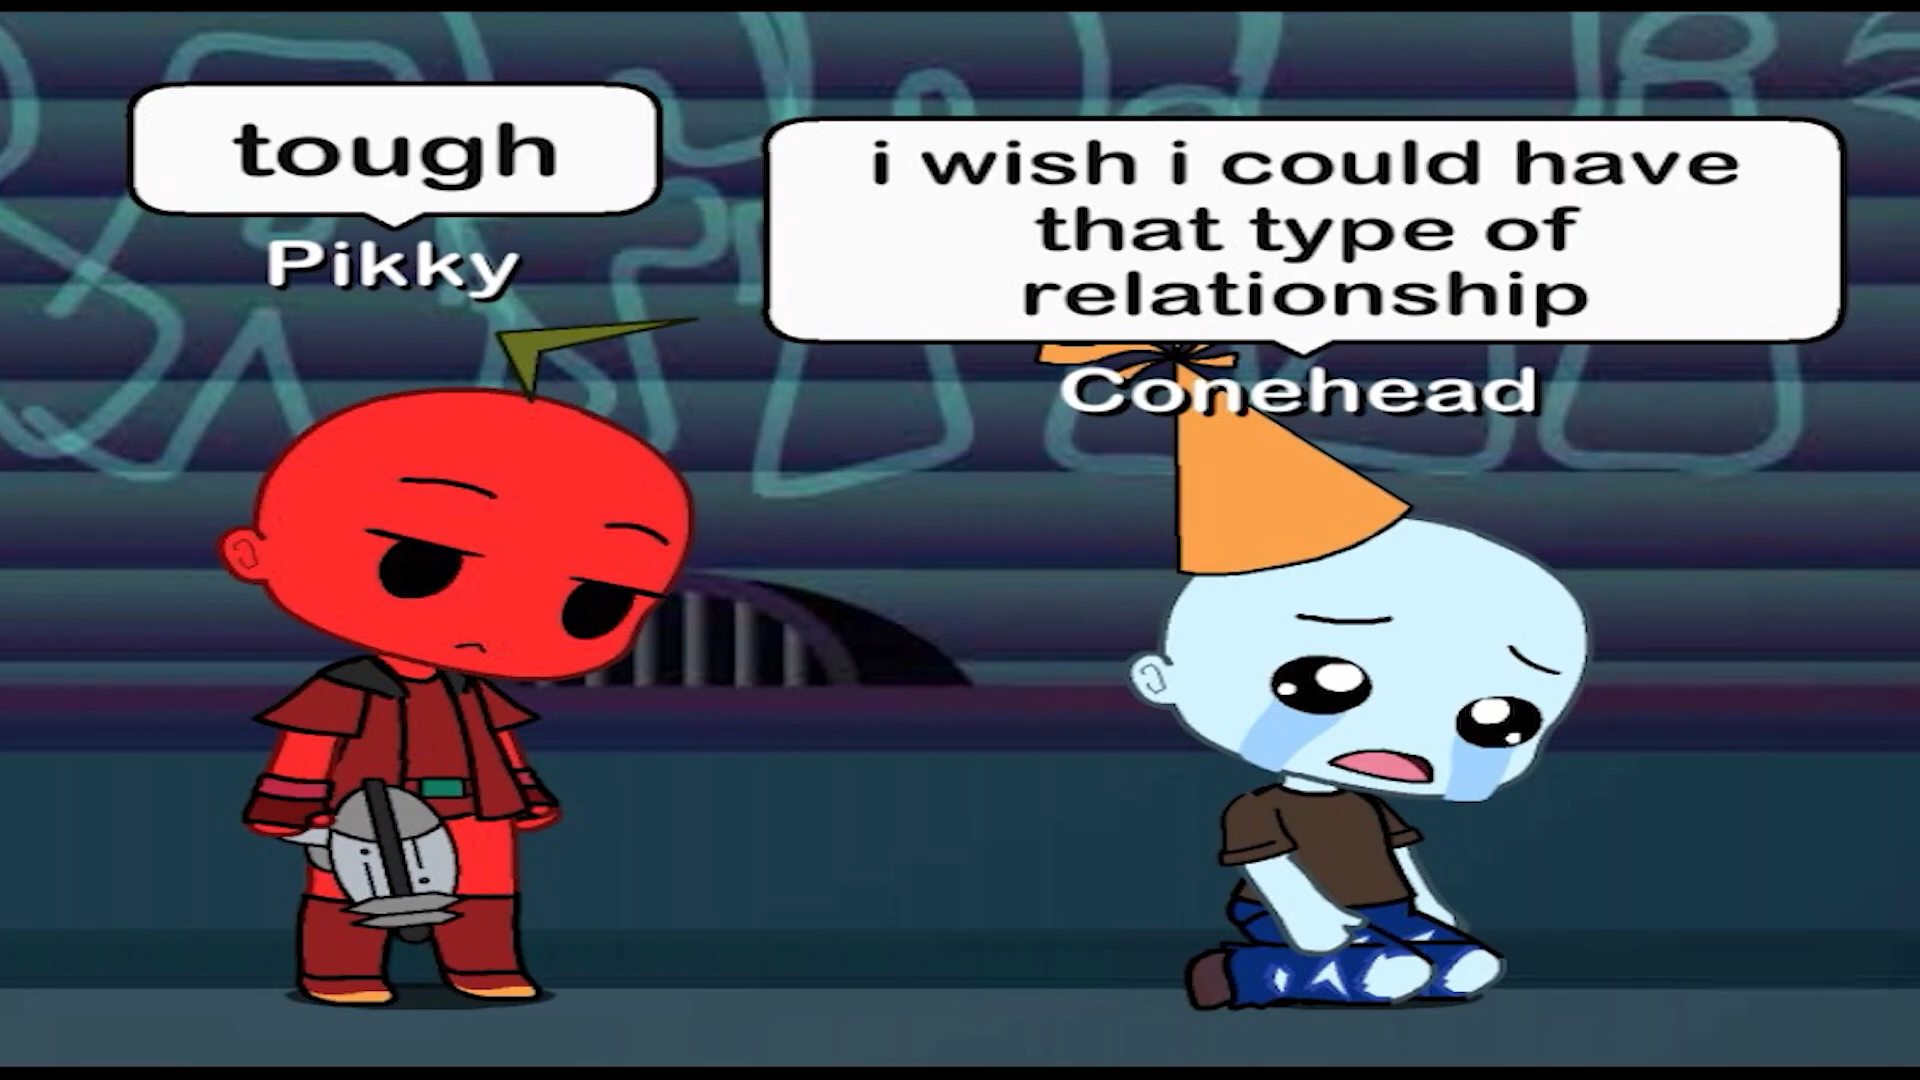 tough
Pikky
i wish i could have
that type of
relationship
Conehead